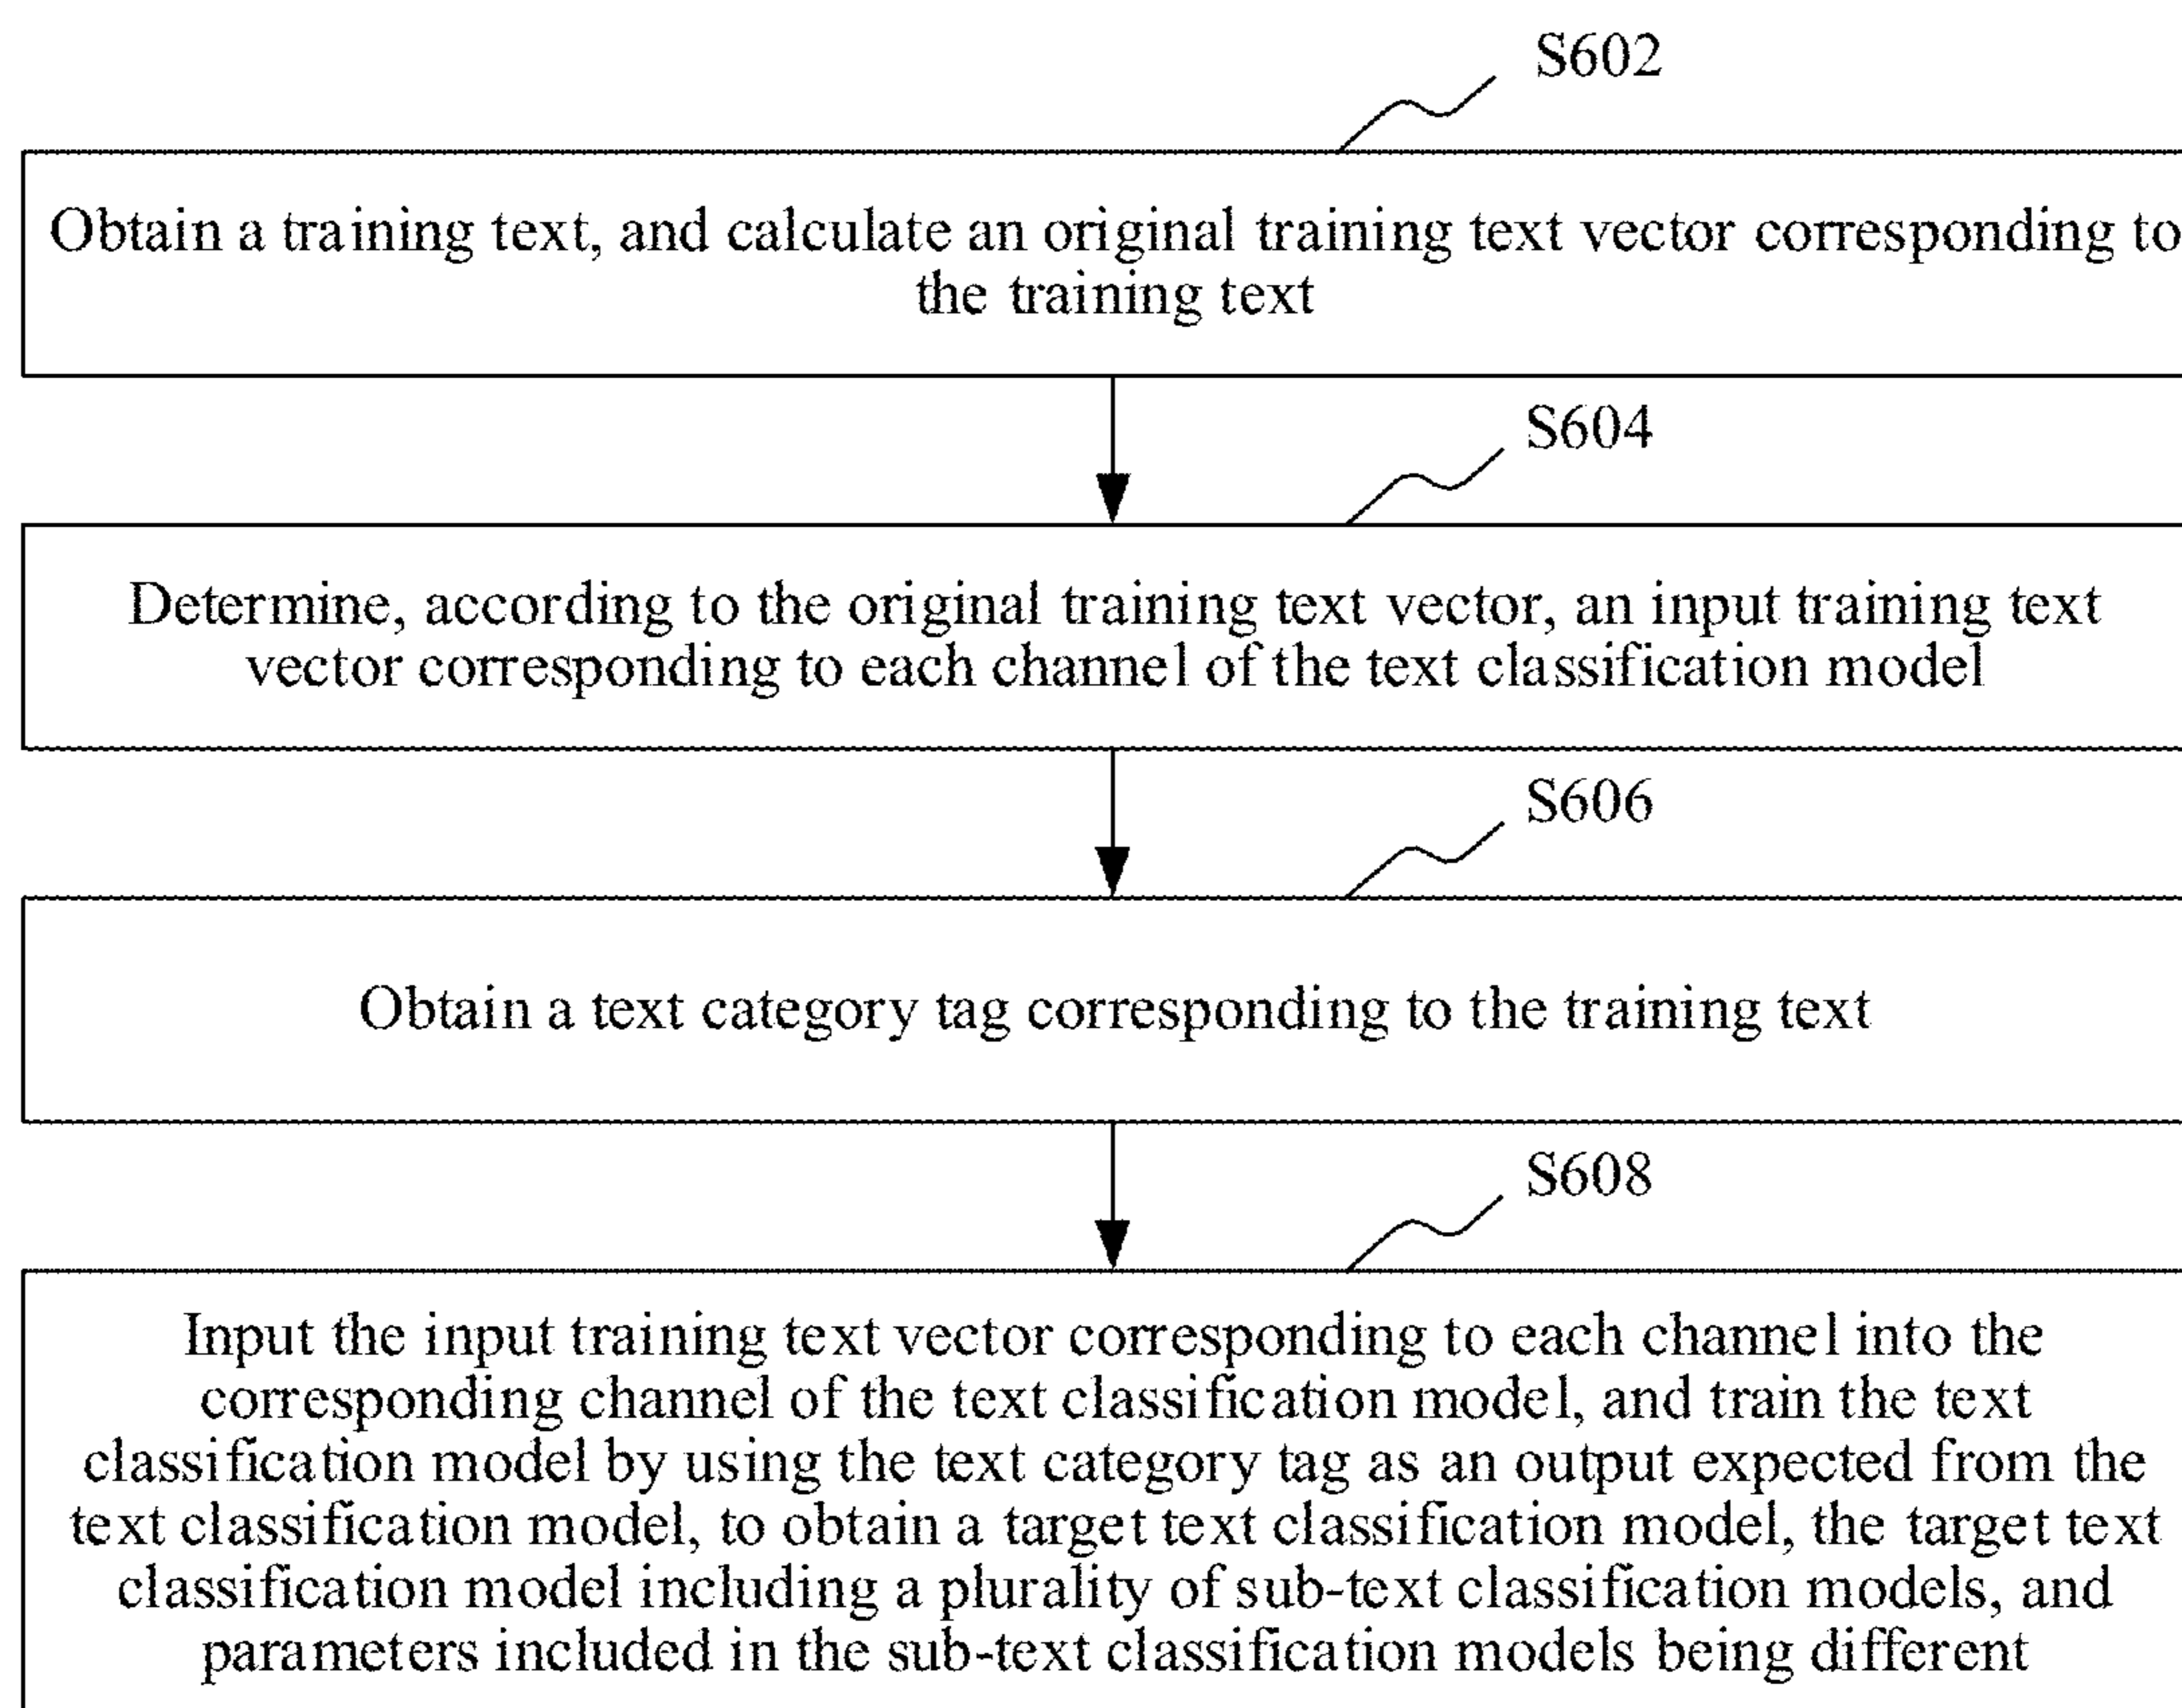 S602
Obtain a training text, and calculate an original training text vector corresponding to
the training text
S604
Determine, according to the original training text vector, an input training text
vector corresponding to each channel of the text classification model
S606
Obtain a text category tag corresponding to the training text
S608
Input the input training text vector corresponding to each channel into the
corresponding channel of the text classification model, and train the text
classification model by using the text category tag as an output expected from the
text classification model, to obtain a target text classification model, the target text
classification model including a plurality of sub-text classification models, and
parameters included in the sub-text classification models being different